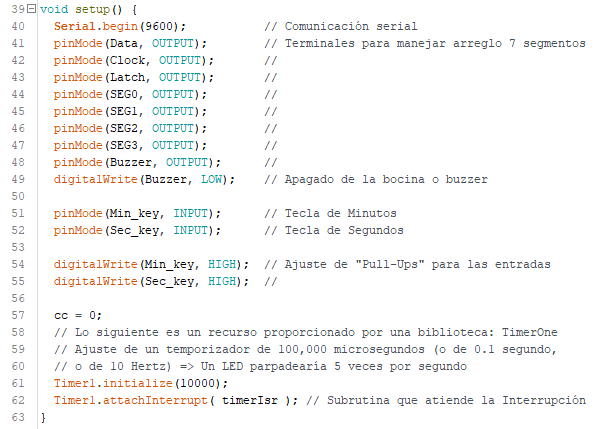 39 void setup() {
40 Serial.begin(9600); // Comunicación serial
41 pinMode(Data, OUTPUT); // Terminales para manejar arreglo 7 segmentos
42 pinMode(Clock, OUTPUT); //
43 pinMode(Latch, OUTPUT); //
44 pinMode(SEG0, OUTPUT); //
45 pinMode(SEG1, OUTPUT); //
46 pinMode(SEG2, OUTPUT); //
47 pinMode(SEG3, OUTPUT); //
48 pinMode(Buzzer, OUTPUT); //
49 digitalWrite(Buzzer, LOW); // Apagado de la bocina o buzzer
50
51 pinMode(Min_key, INPUT); // Tecla de Minutos
52 pinMode(Sec_key, INPUT); // Tecla de Segundos
53
54 digitalWrite(Min_key, HIGH); // Ajuste de "Pull-Ups" para las entradas
55 digitalWrite(Sec_key, HIGH); //
56
57 cc = 0;
58 // Lo siguiente es un recurso proporcionado por una biblioteca: TimerOne
59 // Ajuste de un temporizador de 100,000 microsegundos (o de 0.1 segundo,
60 // o de 10 Hertz) => Un LED parpadearía 5 veces por segundo
61 Timer1.initialize(10000);
62 Timer1.attachInterrupt( timerIsr ); // Subrutina que atiende la Interrupción
63 }